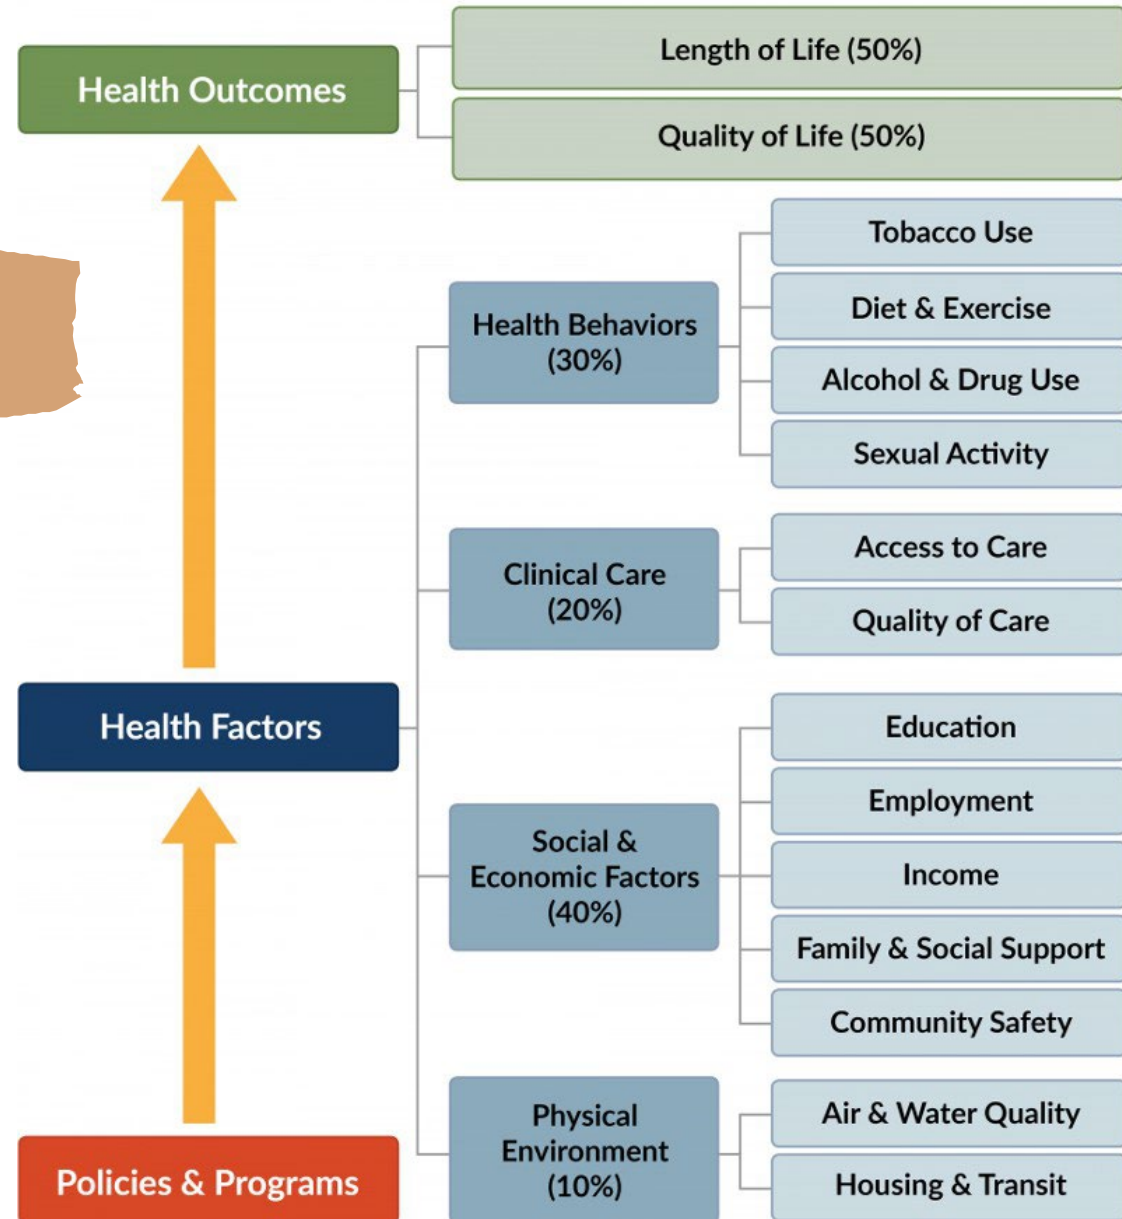 Health Outcomes
Length of Life (50%)
Quality of Life (50%)
Health Factors
Health Behaviors
(30%)
Tobacco Use
Diet & Exercise
Alcohol & Drug Use
Sexual Activity
Clinical Care
(20%)
Access to Care
Quality of Care
Social &
Economic Factors
(40%)
Education
Employment
Income
Family & Social Support
Community Safety
Physical
Environment
(10%)
Air & Water Quality
Housing & Transit
Policies & Programs